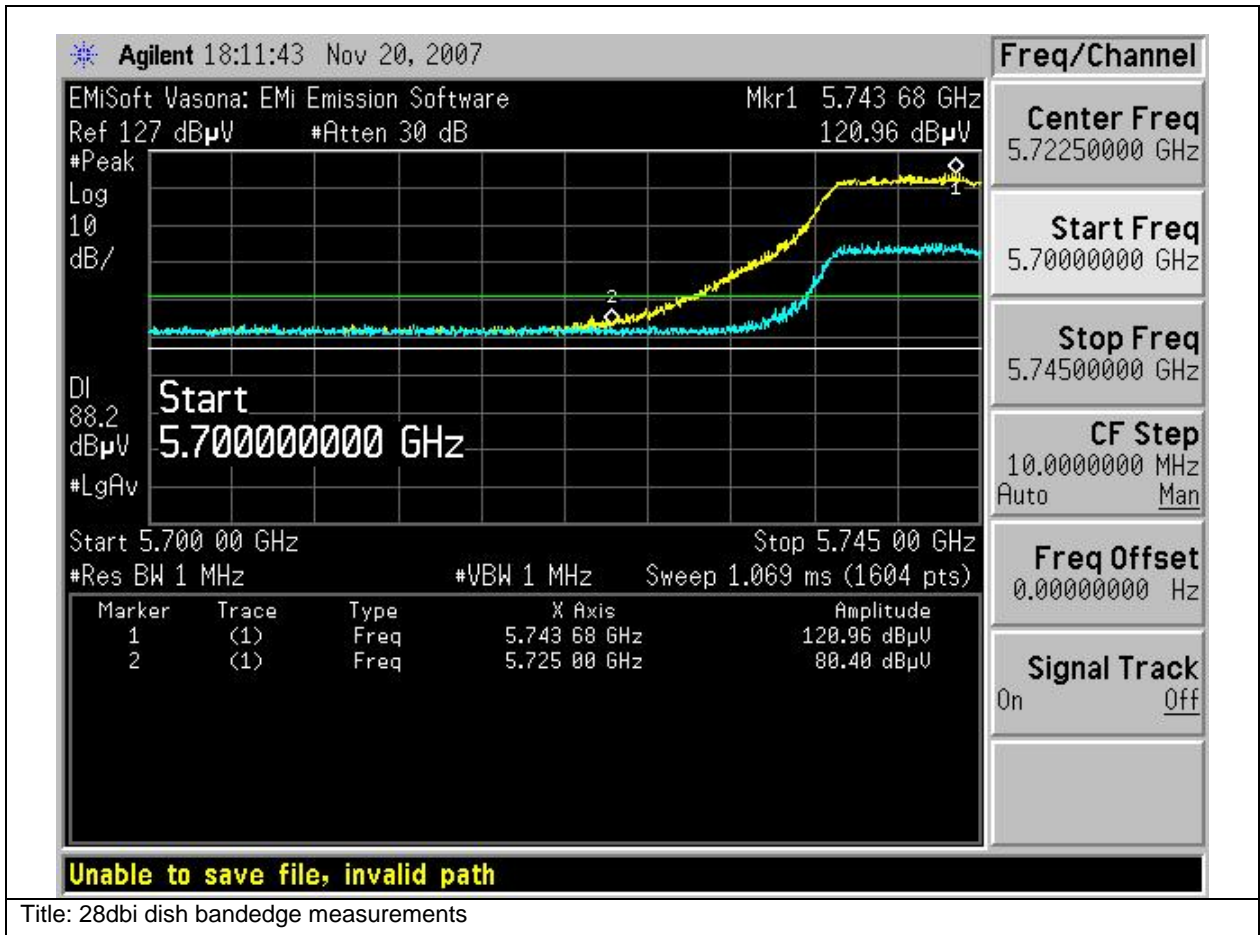 Agilent 18:11:43 Nov 20, 2007
Freq/Channel
EMiSoft Vasona: EMi Emission Software
Mkr1 5.743 68 GHz
Ref 127 dBµV #Atten 30 dB
120.96 dBµV
#Peak
Log
10
dB/
1
2
DI
88.2
dBµV
#LgAv
Start
5.700000000 GHz
Start 5.700 00 GHz
Stop 5.745 00 GHz
#Res BW 1 MHz #VBW 1 MHz Sweep 1.069 ms (1604 pts)
Marker Trace Type X Axis Amplitude
1 (1) Freq 5.743 68 GHz 120.96 dBµV
2 (1) Freq 5.725 00 GHz 80.40 dBµV
Center Freq
5.72250000 GHz
Start Freq
5.70000000 GHz
Stop Freq
5.74500000 GHz
CF Step
10.0000000 MHz
Auto Man
Freq Offset
0.00000000 Hz
Signal Track
On Off
Unable to save file, invalid path
Title: 28dbi dish bandedge measurements